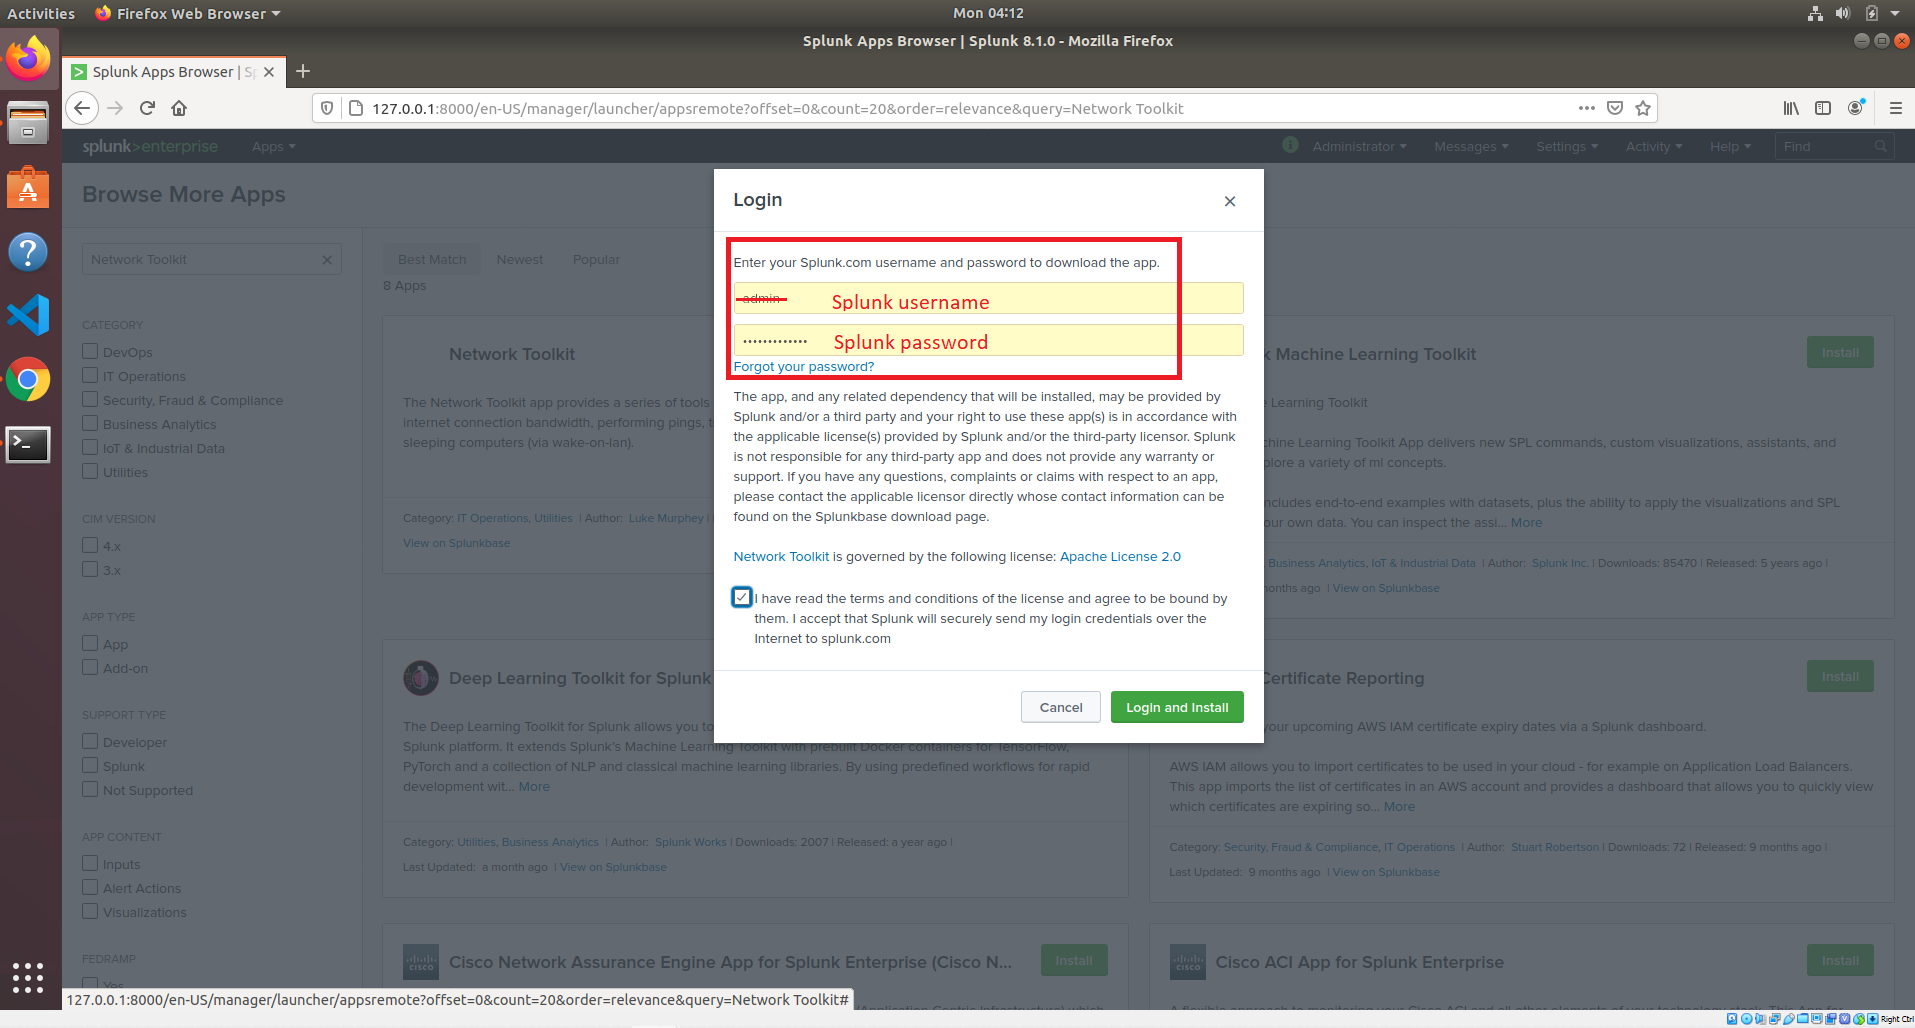 Activities
Firefox Web Browser
Mon 04:12
Splunk Apps Browser | Splunk 8.1.0 - Mozilla Firefox
Splunk Apps Browser | Sp
127.0.0.1:8000/en-US/manager/launcher/appsremote?offset=0&count=20&order=relevance&query=Network Toolkit
splunk>enterprise
Apps
Administrator
Messages
Settings
Activity
Help
Find
Browse More Apps
Network Toolkit
CATEGORY
DevOps
IT Operations
Security, Fraud & Compliance
Business Analytics
IoT & Industrial Data
Utilities
CIM VERSION
4.x
3.x
APP TYPE
App
Add-on
SUPPORT TYPE
Developer
Splunk
Not Supported
APP CONTENT
Inputs
Alert Actions
Visualizations
FEDRAMP
Yes
Best Match
Newest
Popular
8 Apps
Network Toolkit
The Network Toolkit app provides a series of tools
internet connection bandwidth, performing pings,
sleeping computers (via wake-on-lan).
Category: IT Operations, Utilities | Author: Luke Murphey |
View on Splunkbase
Login
Enter your Splunk.com username and password to download the app.
admin
Splunk username
•••••••••••••
Splunk password
Forgot your password?
The app, and any related dependency that will be installed, may be provided by
Splunk and/or a third party and your right to use these app(s) is in accordance with
the applicable license(s) provided by Splunk and/or the third-party licensor. Splunk
is not responsible for any third-party app and does not provide any warranty or
support. If you have any questions, complaints or claims with respect to an app,
please contact the applicable licensor directly whose contact information can be
found on the Splunkbase download page.
Network Toolkit is governed by the following license: Apache License 2.0
I have read the terms and conditions of the license and agree to be bound by
them. I accept that Splunk will securely send my login credentials over the
Internet to splunk.com
Cancel
Login and Install
Machine Learning Toolkit
Install
Learning Toolkit
Learning Toolkit App delivers new SPL commands, custom visualizations, assistants, and
a variety of ml concepts.
end-to-end examples with datasets, plus the ability to apply the visualizations and SPL
own data. You can inspect the assi... More
Business Analytics, IoT & Industrial Data | Author: Splunk Inc. | Downloads: 85470 | Released: 5 years ago |
ago | View on Splunkbase
Deep Learning Toolkit for Splunk
The Deep Learning Toolkit for Splunk allows you to
Splunk platform. It extends Splunk's Machine Learning Toolkit with prebuilt Docker containers for TensorFlow,
PyTorch and a collection of NLP and classical machine learning libraries. By using predefined workflows for rapid
development wit... More
Category: Utilities, Business Analytics | Author: Splunk Works | Downloads: 2007 | Released: a year ago |
Last Updated: a month ago | View on Splunkbase
Certificate Reporting
Install
your upcoming AWS IAM certificate expiry dates via a Splunk dashboard.
AWS IAM allows you to import certificates to be used in your cloud - for example on Application Load Balancers.
This app imports the list of certificates in an AWS account and provides a dashboard that allows you to quickly view
which certificates are expiring so... More
Category: Security, Fraud & Compliance, IT Operations | Author: Stuart Robertson | Downloads: 72 | Released: 9 months ago |
Last Updated: 9 months ago | View on Splunkbase
CISCO
Cisco Network Assurance Engine App for Splunk Enterprise (Cisco N...
Install
CISCO
Cisco ACI App for Splunk Enterprise
Install
127.0.0.1:8000/en-US/manager/launcher/appsremote?offset=0&count=20&order=relevance&query=Network Toolkit#
Right Ctrl